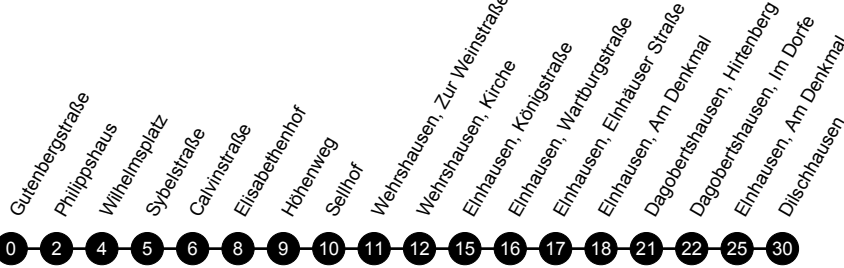 Gutenbergstraße
Philippshaus
Wilhelmsplatz
Sybelstraße
Calvinstraße
Elisabethenhof
Höhenweg
Sellhof
Wehrshausen, Zur Weinstraße
Wehrshausen, Kirche
Elnhausen, Königstraße
Elnhausen, Wartburgstraße
Elnhausen, Elnhäuser Straße
Elnhausen, Am Denkmal
Dagobertshausen, Hirtenberg
Dagobertshausen, Im Dorfe
Elnhausen, Am Denkmal
Dilschhausen
0 2 4 5 6 8 9 10 11 12 15 16 17 18 21 22 25 30